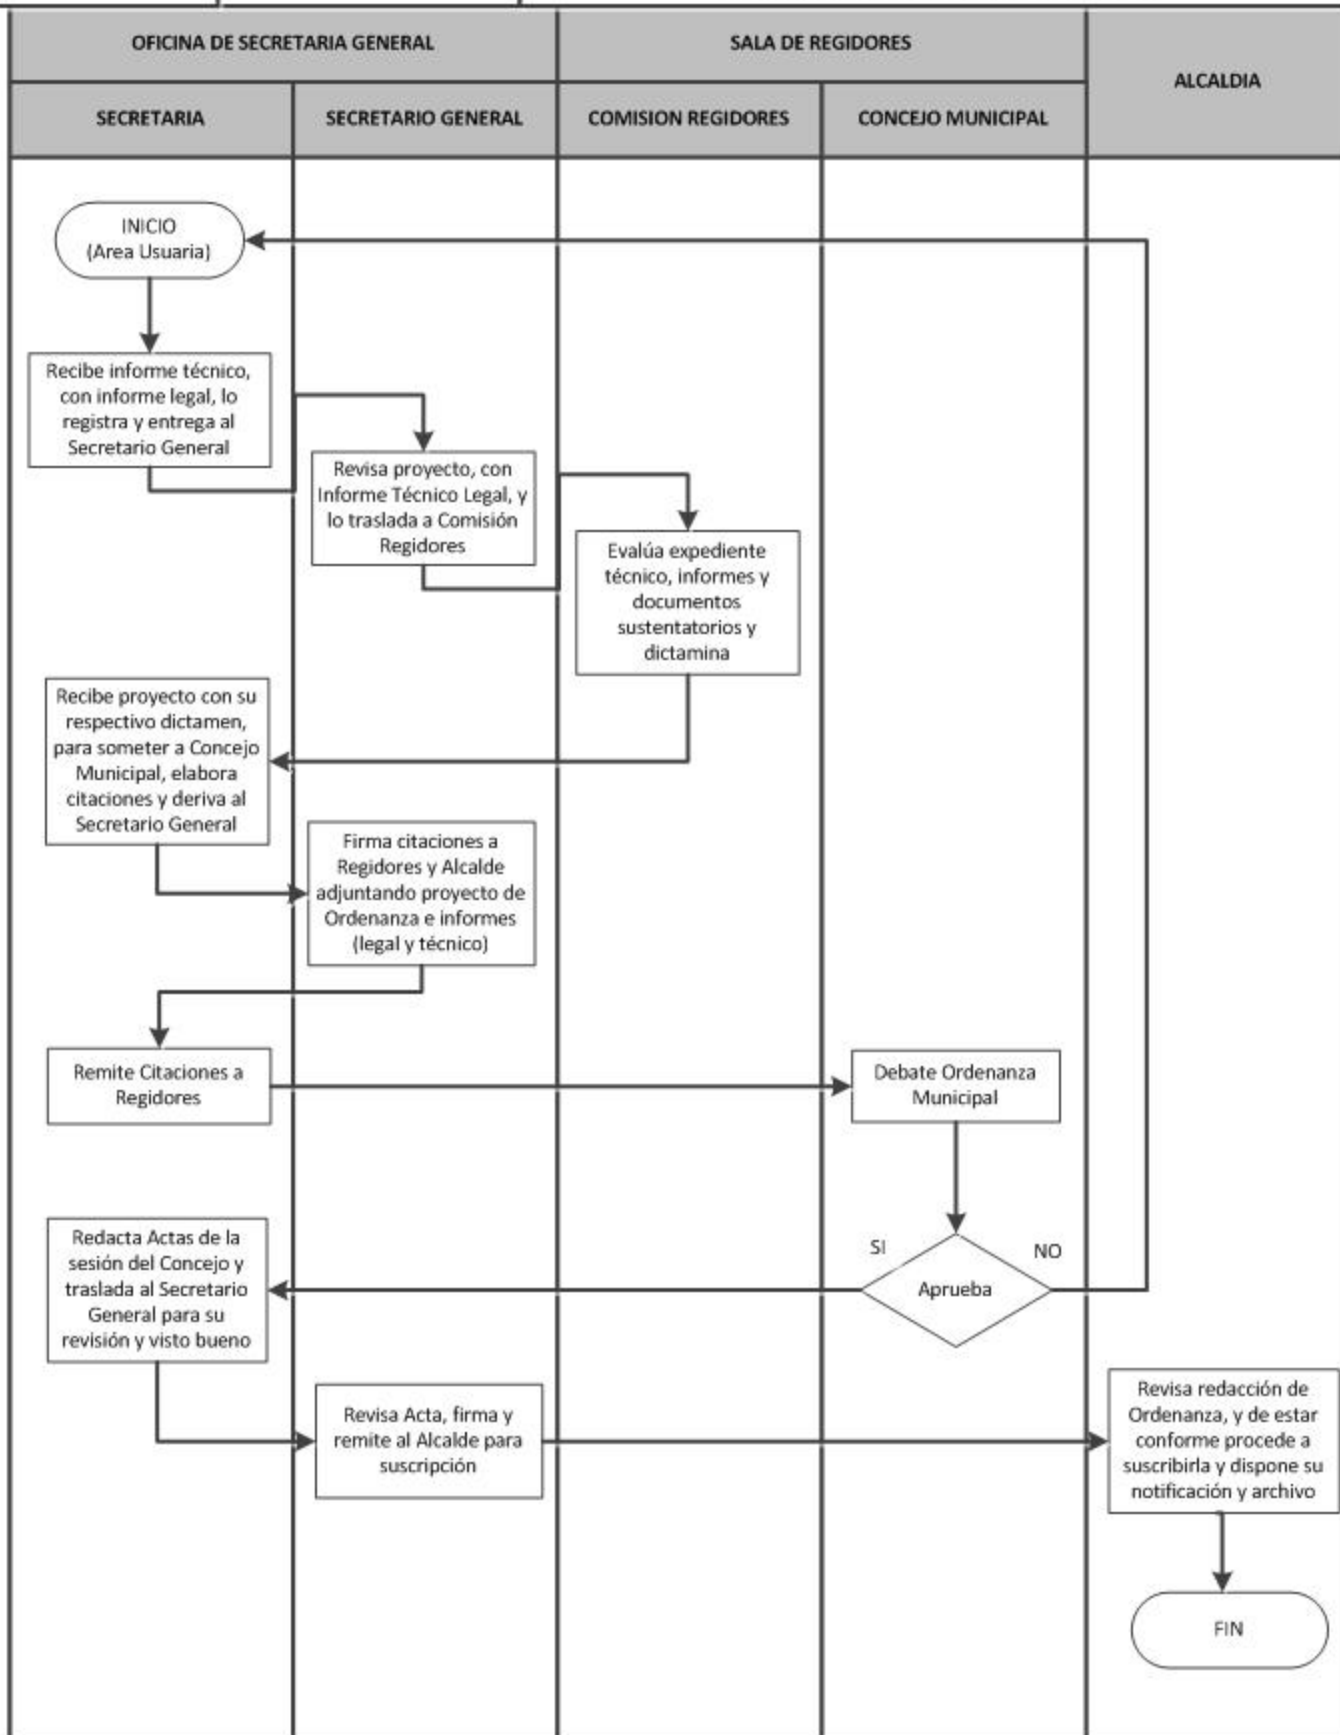 OFICINA DE SECRETARIA GENERAL
SALA DE REGIDORES
ALCALDIA
SECRETARIA
SECRETARIO GENERAL
COMISION REGIDORES
CONCEJO MUNICIPAL
INICIO
(Area Usuaria)
Recibe informe técnico,
con informe legal, lo
registra y entrega al
Secretario General
Revisa proyecto, con
Informe Técnico Legal, y
lo traslada a Comisión
Regidores
Evalúa expediente
técnico, informes y
documentos
sustentatorios y
dictamina
Recibe proyecto con su
respectivo dictamen,
para someter a Concejo
Municipal, elabora
citaciones y deriva al
Secretario General
Firma citaciones a
Regidores y Alcalde
adjuntando proyecto de
Ordenanza e informes
(legal y técnico)
Remite Citaciones a
Regidores
Debate Ordenanza
Municipal
SI
NO
Aprueba
Redacta Actas de la
sesión del Concejo y
traslada al Secretario
General para su
revisión y visto bueno
Revisa Acta, firma y
remite al Alcalde para
suscripción
Revisa redacción de
Ordenanza, y de estar
conforme procede a
suscribirla y dispone su
notificación y archivo
FIN